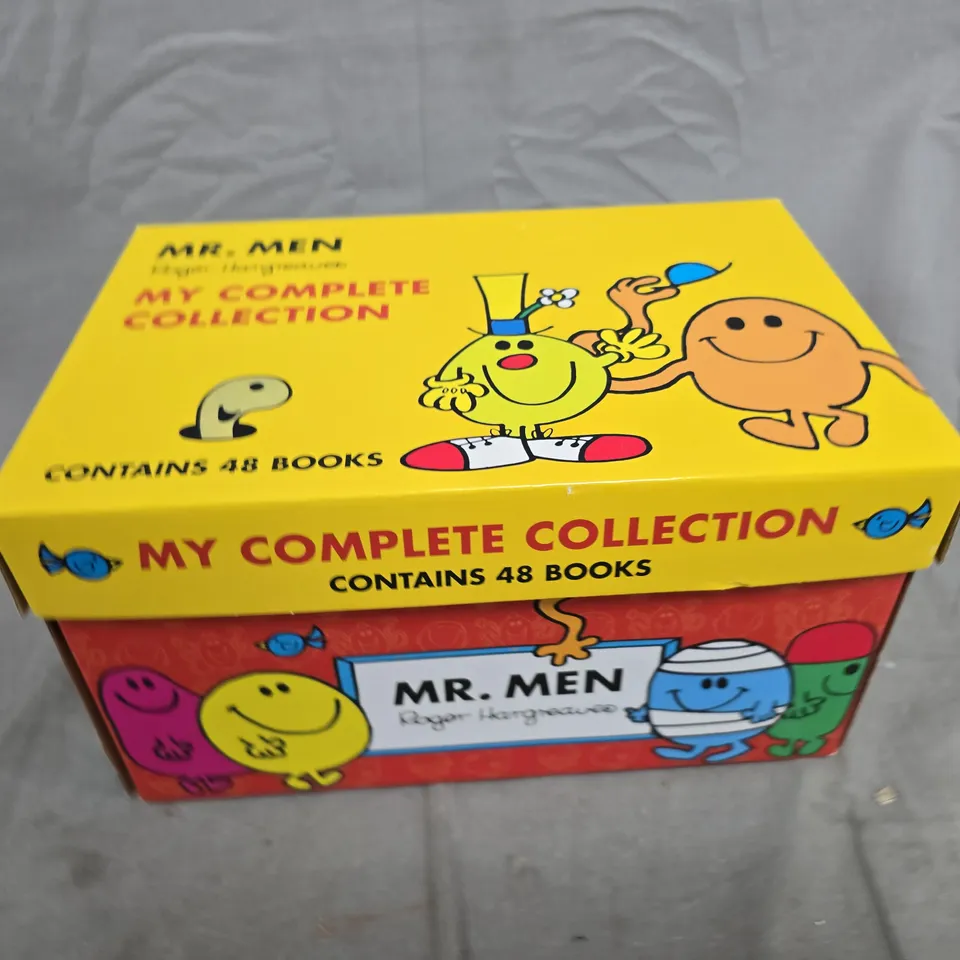 MR. MEN
Roger Hargreaves
MY COMPLETE
COLLECTION
CONTAINS 48 BOOKS
MY COMPLETE COLLECTION
CONTAINS 48 BOOKS
MR. MEN
Roger Hargreaves